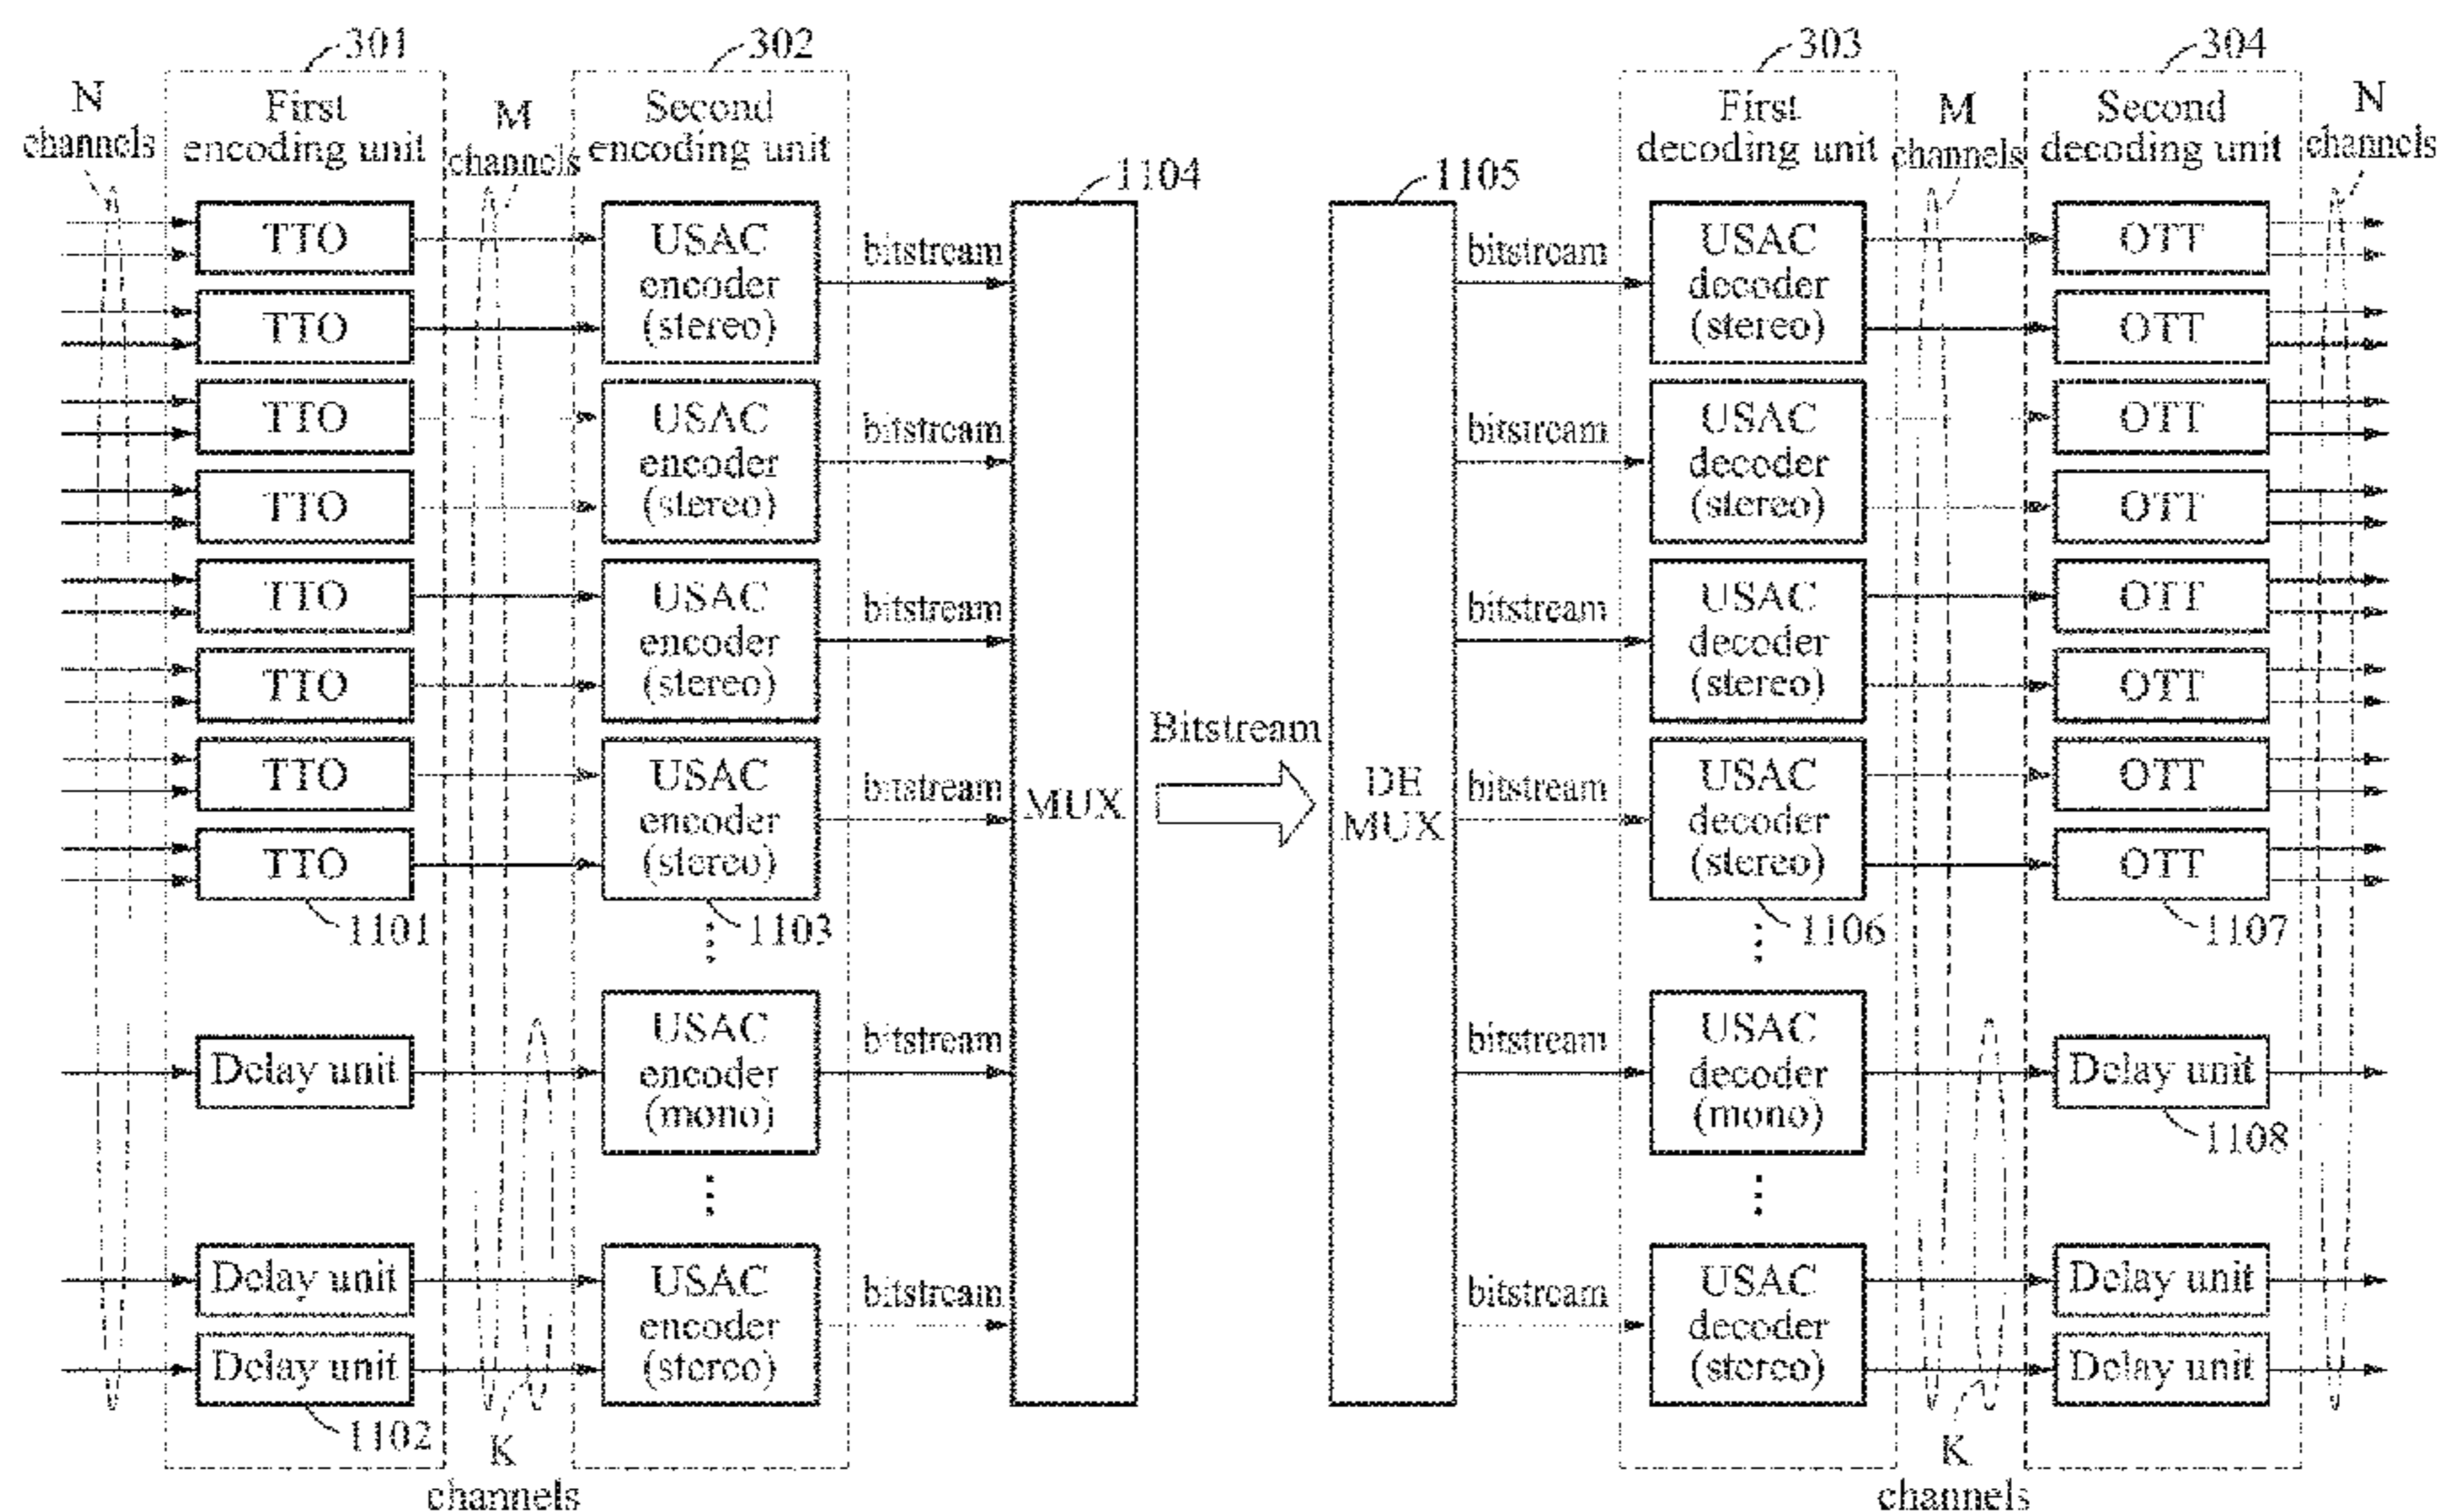 301
302
303
304
N
channels
First
encoding unit
M
channels
Second
encoding unit
First
decoding unit
M
channels
Second
decoding unit
N
channels
1104
1105
TTO
TTO
TTO
TTO
TTO
TTO
TTO
TTO
1101
Delay unit
Delay unit
Delay unit
1102
K
channels
USAC
encoder
(stereo)
USAC
encoder
(stereo)
USAC
encoder
(stereo)
USAC
encoder
(stereo)
1103
USAC
encoder
(mono)
USAC
encoder
(stereo)
bitstream
bitstream
bitstream
bitstream
bitstream
bitstream
MUX
Bitstream
DE
MUX
bitstream
bitstream
bitstream
bitstream
bitstream
bitstream
USAC
decoder
(stereo)
USAC
decoder
(stereo)
USAC
decoder
(stereo)
USAC
decoder
(stereo)
1106
USAC
decoder
(mono)
USAC
decoder
(stereo)
K
channels
OTT
OTT
OTT
OTT
OTT
OTT
OTT
OTT
1107
Delay unit
1108
Delay unit
Delay unit